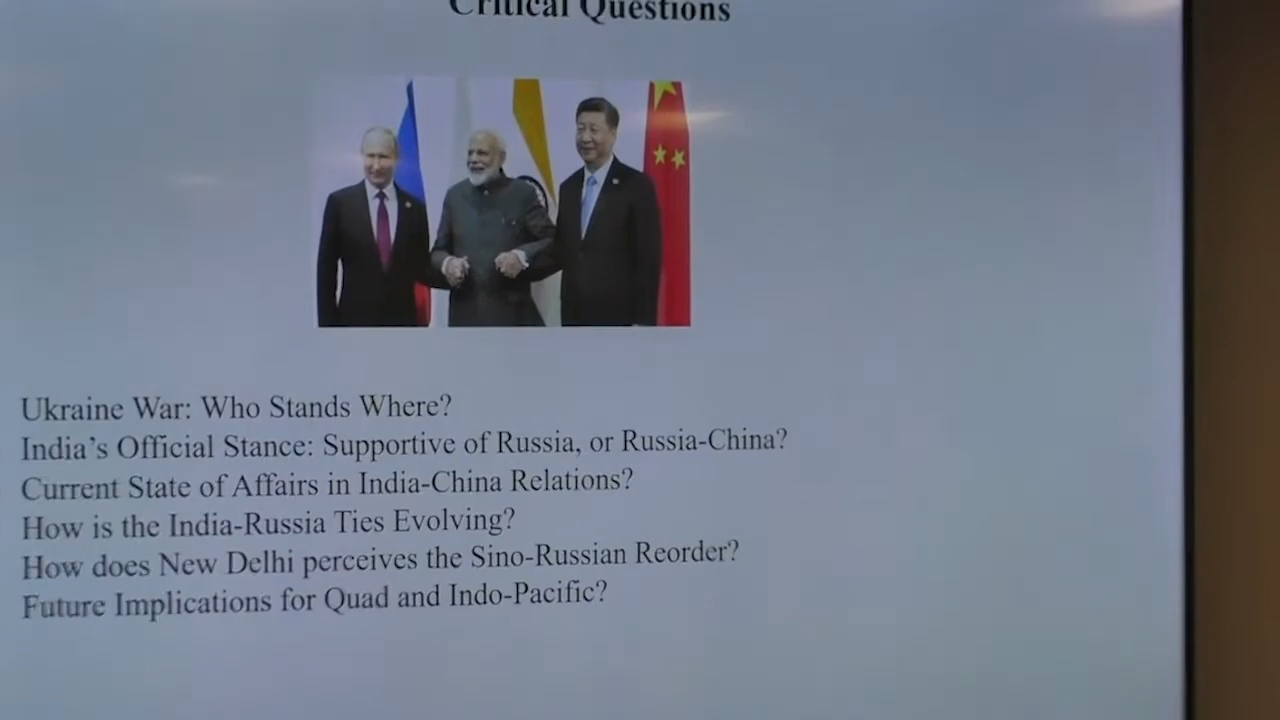 Critical Questions
Ukraine War: Who Stands Where?
India's Official Stance: Supportive of Russia, or Russia-China?
Current State of Affairs in India-China Relations?
How is the India-Russia Ties Evolving?
How does New Delhi perceives the Sino-Russian Reorder?
Future Implications for Quad and Indo-Pacific?